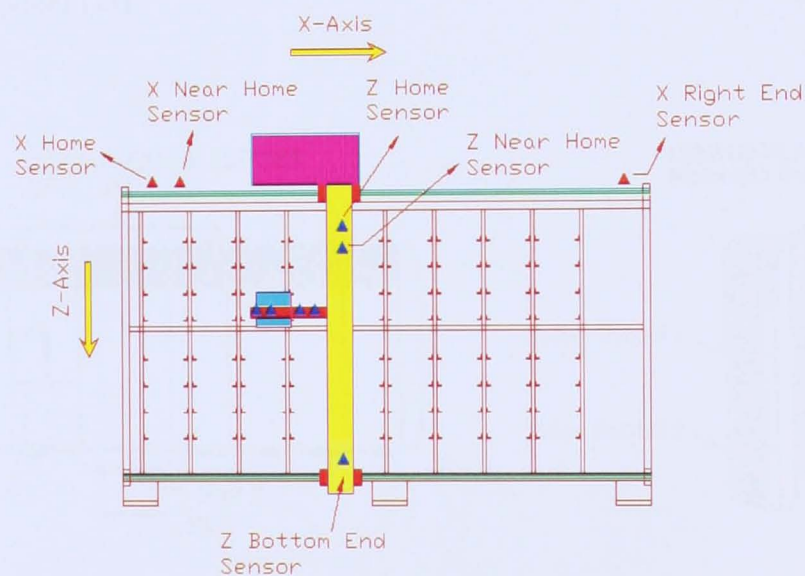 X-Axis
X Near Home
Sensor
Z Home
Sensor
X Right End
Sensor
X Home
Sensor
Z Near Home
Sensor
Z-Axis
Z Bottom End
Sensor